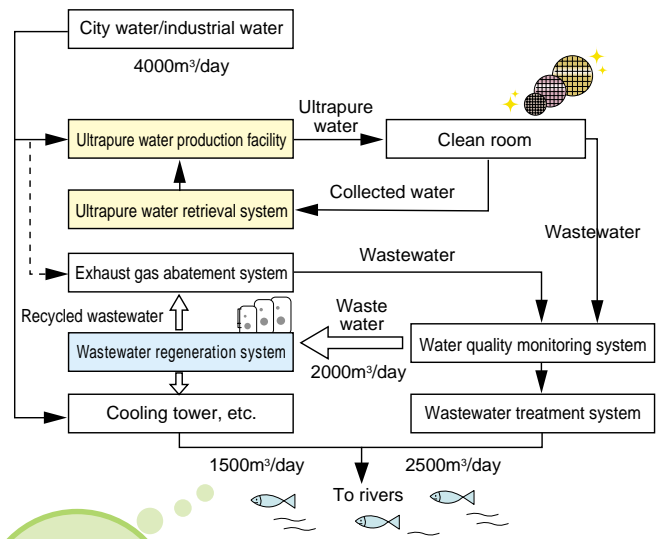 City water/industrial water
4000m³/day
Ultrapure
water
Ultrapure water production facility
Clean room
Collected water
Ultrapure water retrieval system
Wastewater
Wastewater
Exhaust gas abatement system
Waste
water
Recycled wastewater
Wastewater regeneration system
Water quality monitoring system
2000m³/day
Cooling tower, etc.
Wastewater treatment system
1500m³/day
2500m³/day
To rivers